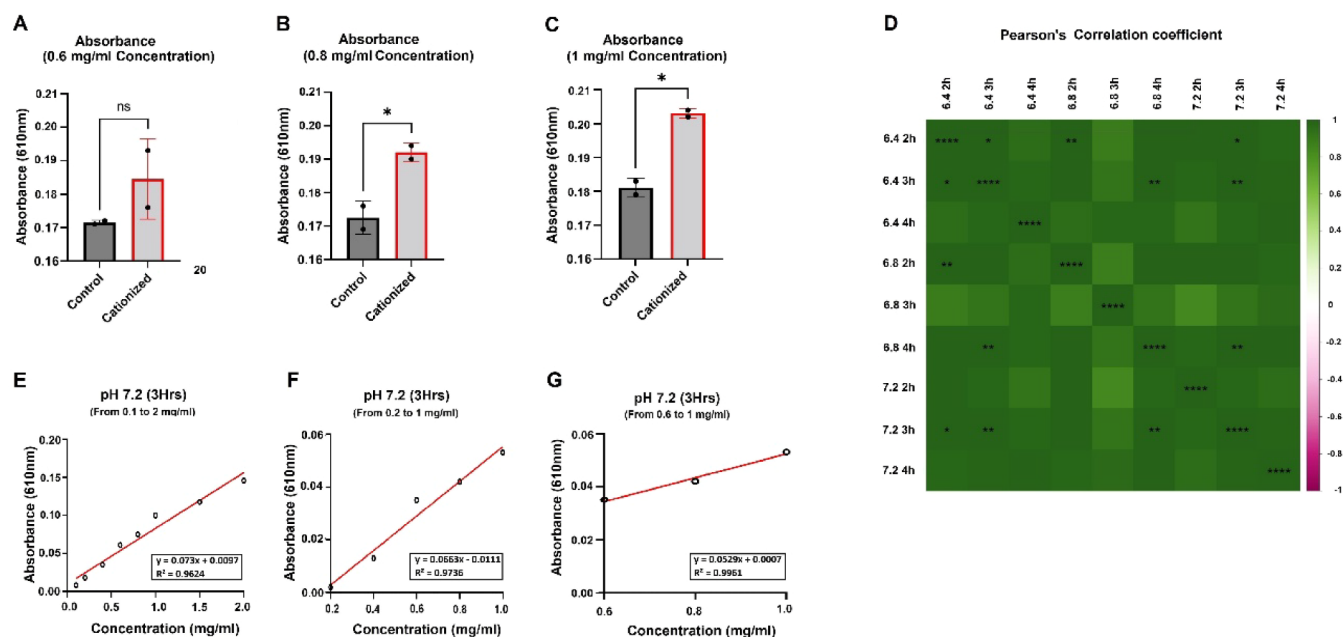 A
Absorbance
(0.6 mg/ml Concentration)
ns
0.21
0.20
0.19
0.18
0.17
0.16
Absorbance (610nm)
Control
Cationized
20
B
Absorbance
(0.8 mg/ml Concentration)
*
0.21
0.20
0.19
0.18
0.17
0.16
Absorbance (610nm)
Control
Cationized
C
Absorbance
(1 mg/ml Concentration)
*
0.21
0.20
0.19
0.18
0.17
0.16
Absorbance (610nm)
Control
Cationized
D
Pearson's Correlation coefficient
6.4 2h
6.4 3h
6.4 4h
6.8 2h
6.8 3h
6.8 4h
7.2 2h
7.2 3h
7.2 4h
6.4 2h **** * ** *
6.4 3h * **** ** **
6.4 4h ****
6.8 2h ** ****
6.8 3h ****
6.8 4h ** **** **
7.2 2h ****
7.2 3h * ** ** ****
7.2 4h ****
1
0.8
0.6
0.4
0.2
0
-0.2
-0.4
-0.6
-0.8
-1
E
pH 7.2 (3Hrs)
(From 0.1 to 2 mg/ml)
0.20
0.15
0.10
0.05
0.00
Absorbance (610nm)
y = 0.073x + 0.0097
R² = 0.9624
0.0 0.5 1.0 1.5 2.0
Concentration (mg/ml)
F
pH 7.2 (3Hrs)
(From 0.2 to 1 mg/ml)
0.06
0.04
0.02
0.00
Absorbance (610nm)
y = 0.0663x - 0.0111
R² = 0.9736
0.2 0.4 0.6 0.8 1.0
Concentration (mg/ml)
G
pH 7.2 (3Hrs)
(From 0.6 to 1 mg/ml)
0.06
0.04
0.02
0.00
Absorbance (610nm)
y = 0.0529x + 0.0007
R² = 0.9961
0.6 0.8 1.0
Concentration (mg/ml)